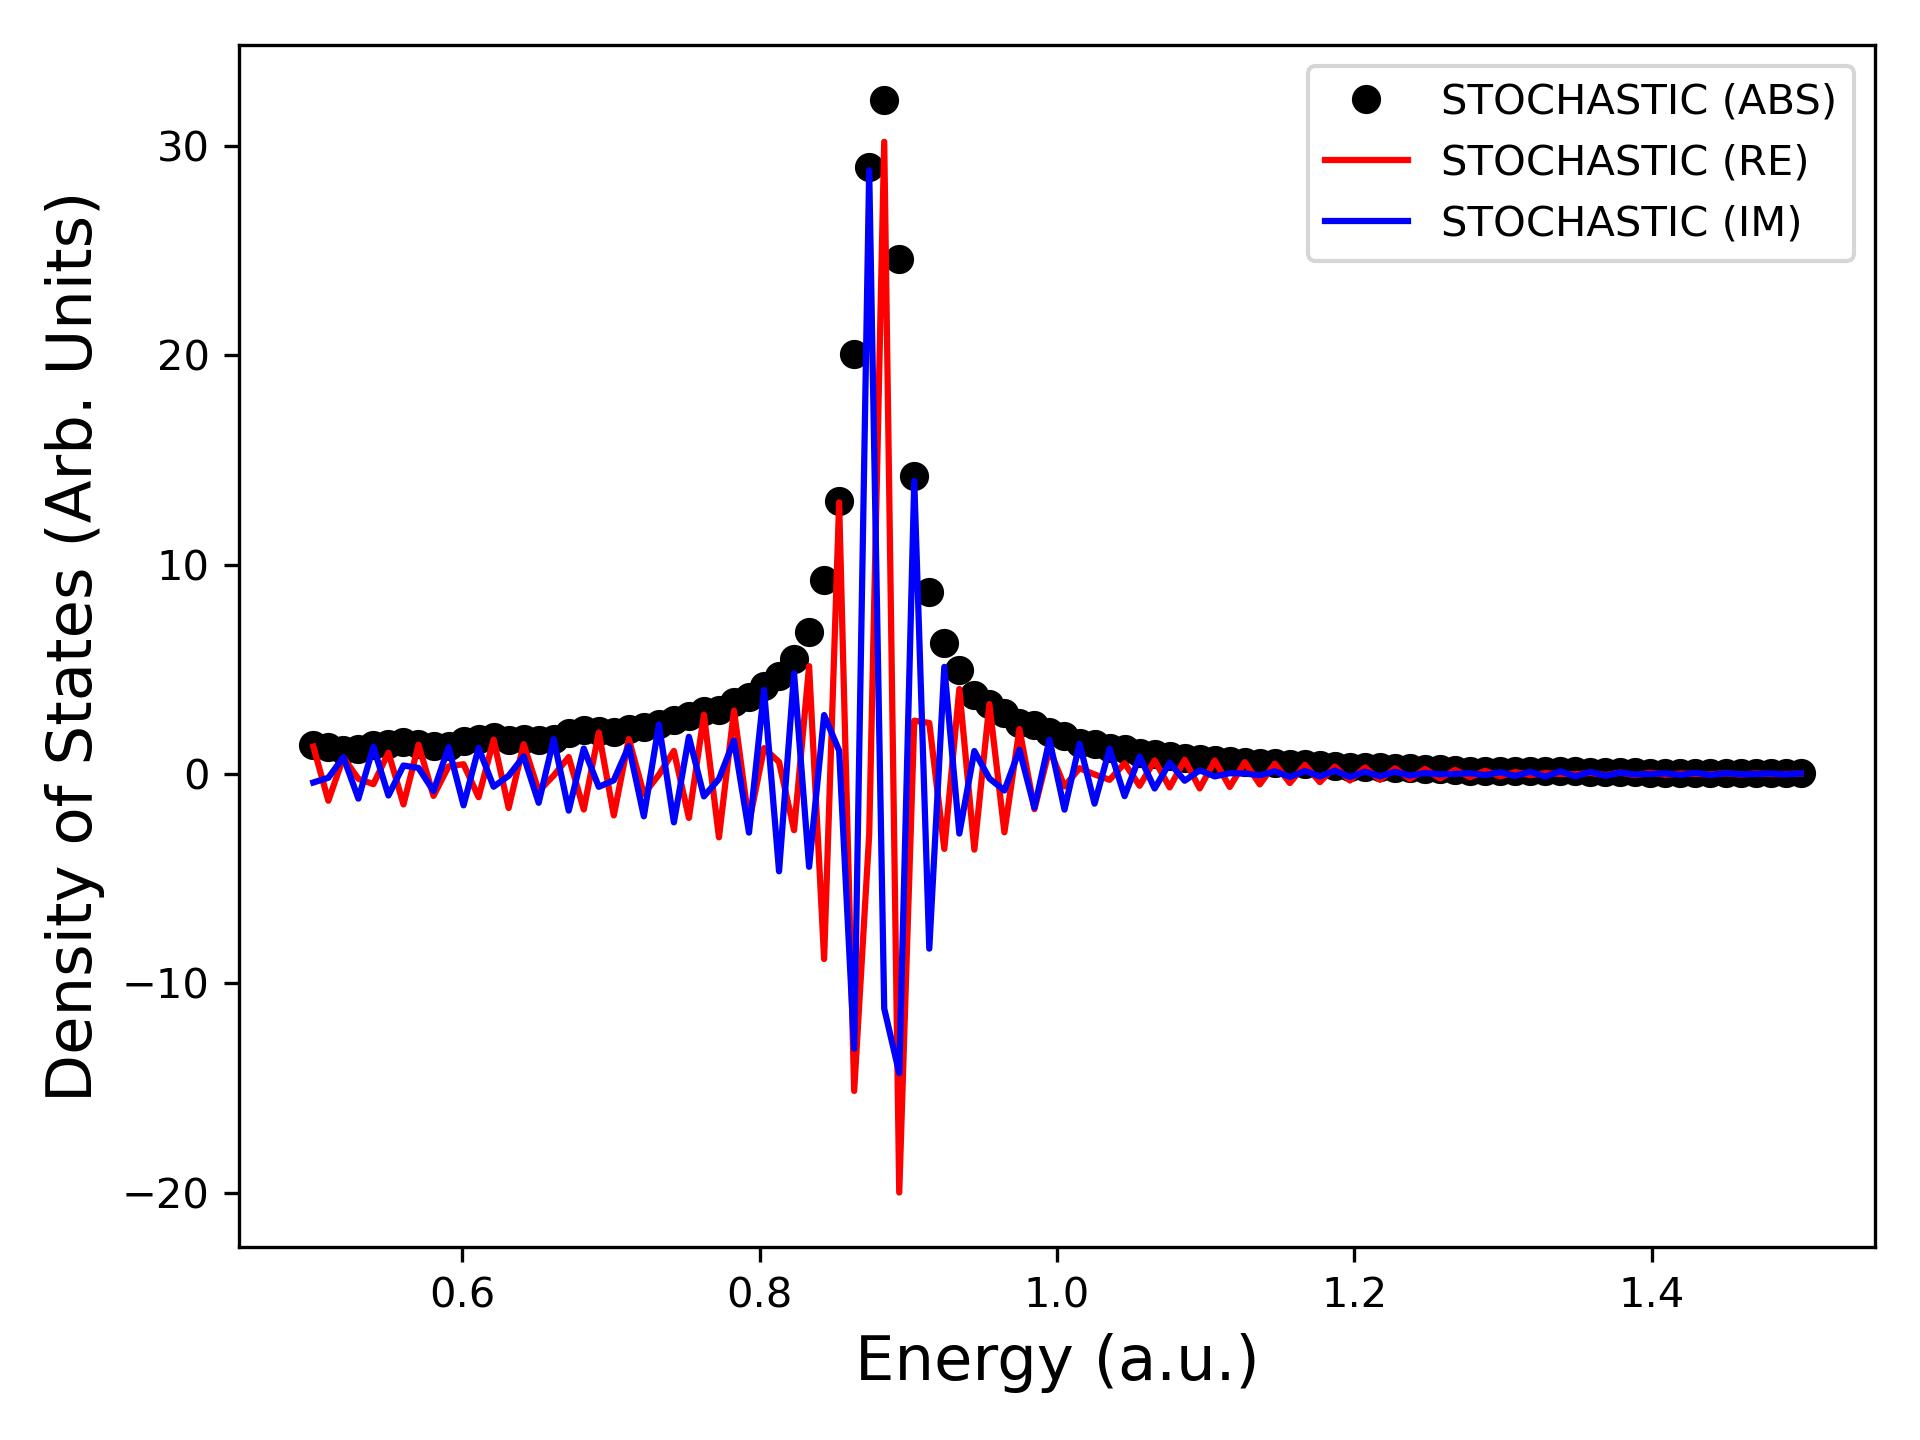 STOCHASTIC (ABS)
STOCHASTIC (RE)
STOCHASTIC (IM)
Density of States (Arb. Units)
30
20
10
0
−10
−20
0.6
0.8
1.0
1.2
1.4
Energy (a.u.)